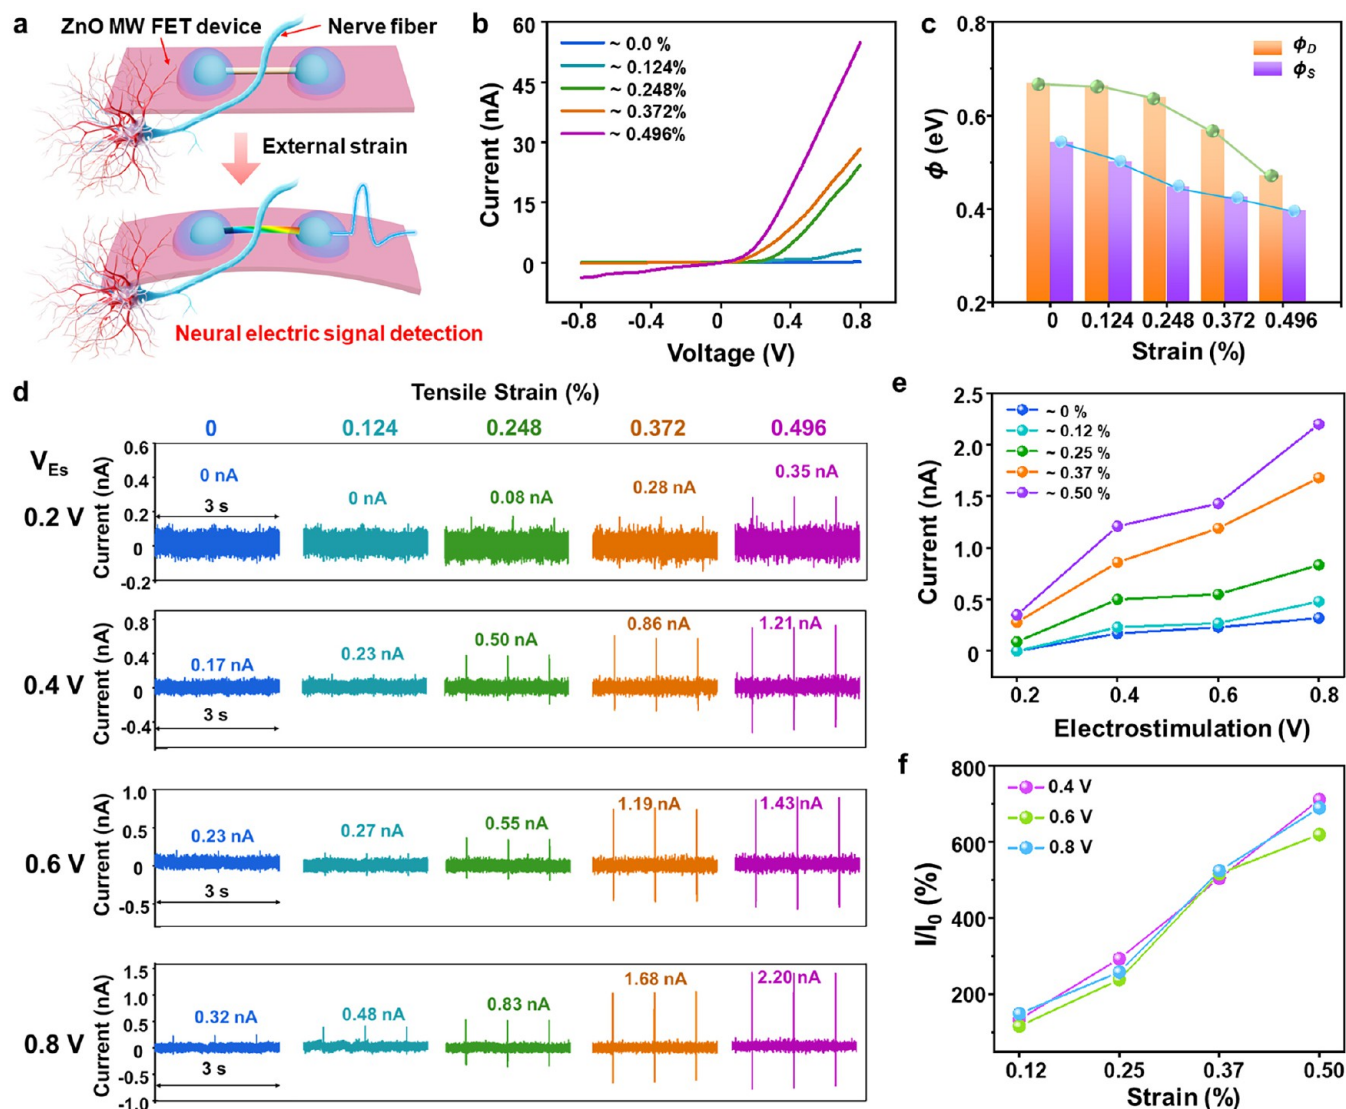 a
ZnO MW FET device
Nerve fiber
External strain
Neural electric signal detection
b
60
45
30
15
0
Current (nA)
~ 0.0 %
~ 0.124%
~ 0.248%
~ 0.372%
~ 0.496%
-0.8 -0.4 0 0.4 0.8
Voltage (V)
c
0.8
0.6
0.4
0.2
ϕ (eV)
ϕD
ϕS
0 0.124 0.248 0.372 0.496
Strain (%)
d
Tensile Strain (%)
0 0.124 0.248 0.372 0.496
VEs
0.2 V
Current (nA)
0.6
0.4
0.2
0
-0.2
0 nA
3 s
0 nA
0.08 nA
0.28 nA
0.35 nA
0.4 V
Current (nA)
0.8
0.4
0
-0.4
0.17 nA
3 s
0.23 nA
0.50 nA
0.86 nA
1.21 nA
0.6 V
Current (nA)
1.0
0.5
0
-0.5
0.23 nA
3 s
0.27 nA
0.55 nA
1.19 nA
1.43 nA
0.8 V
Current (nA)
1.5
1.0
0.5
0
-0.5
-1.0
0.32 nA
3 s
0.48 nA
0.83 nA
1.68 nA
2.20 nA
e
2.5
2.0
1.5
1.0
0.5
0
Current (nA)
~ 0 %
~ 0.12 %
~ 0.25 %
~ 0.37 %
~ 0.50 %
0.2 0.4 0.6 0.8
Electrostimulation (V)
f
800
600
400
200
I/I0 (%)
0.4 V
0.6 V
0.8 V
0.12 0.25 0.37 0.50
Strain (%)